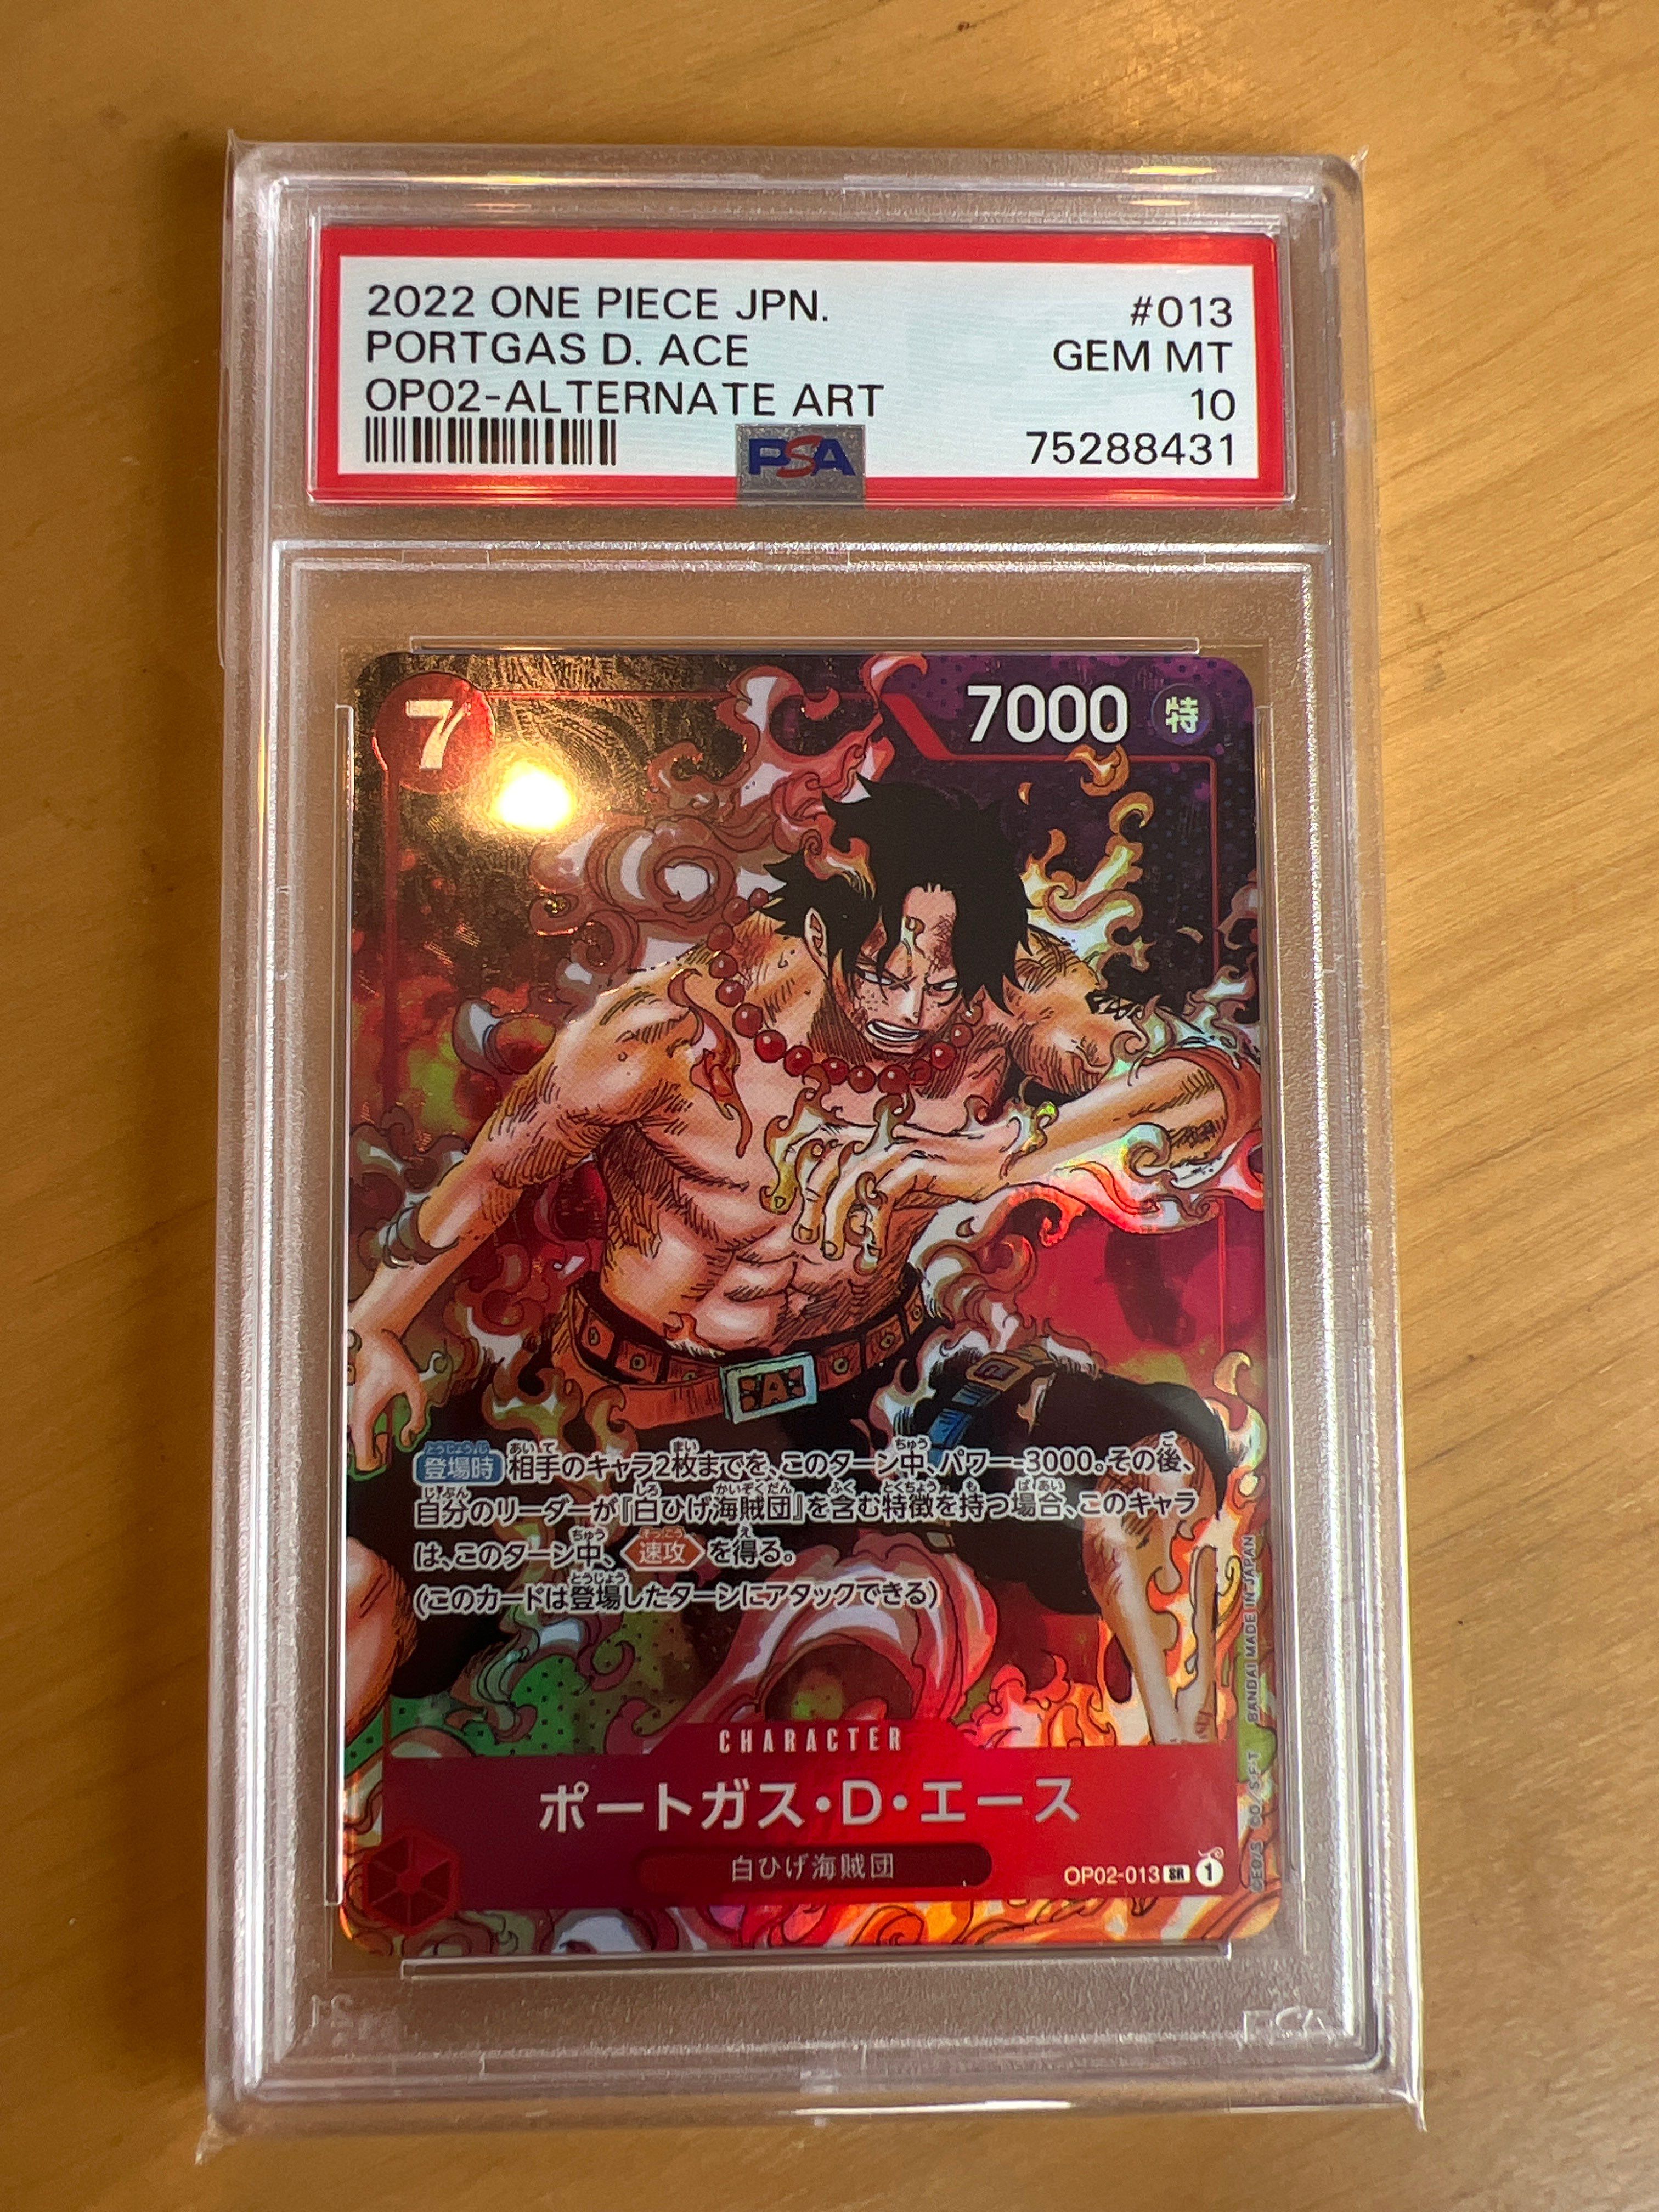 2022 ONE PIECE JPN. #013
PORTGAS D. ACE GEM MT
OP02-ALTERNATE ART 10
PSA 75288431
7 7000 特
登場時 相手のキャラ2枚までを、このターン中、パワー-3000。その後、
自分のリーダーが『白ひげ海賊団』を含む特徴を持つ場合、このキャラ
は、このターン中、速攻を得る。
(このカードは登場したターンにアタックできる)
CHARACTER
ポートガス・D・エース
白ひげ海賊団
OP02-013 SR 1
©E.O/S. CO/ S·F·T BANDAI MADE IN JAPAN
A
PSA